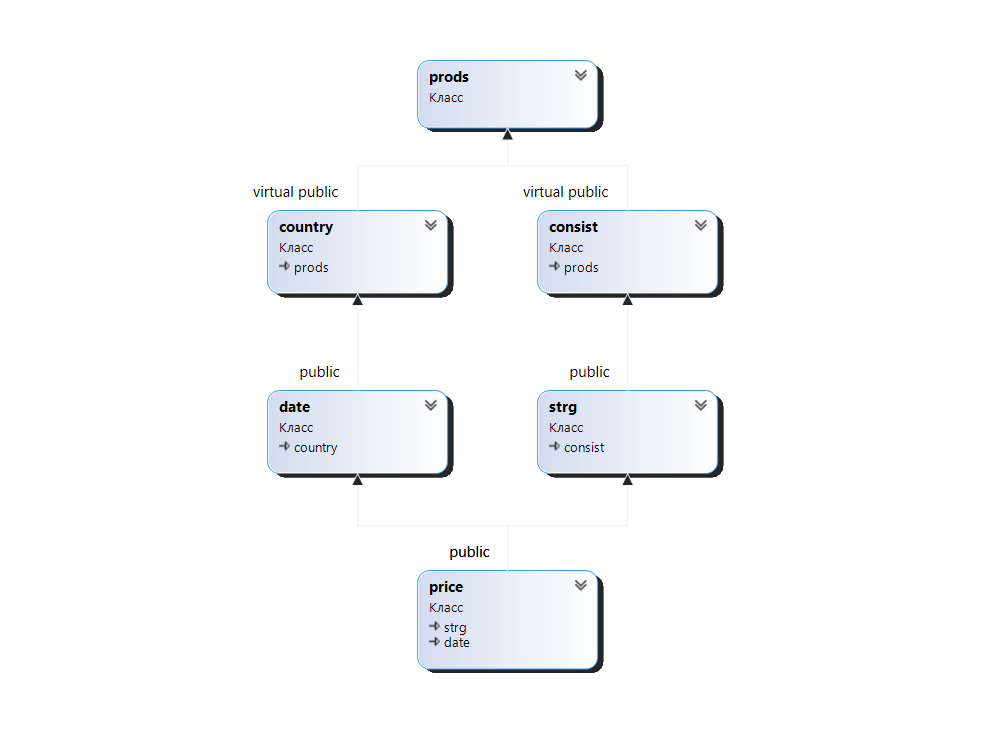 prods
Класс
virtual public
virtual public
country
Класс
prods
consist
Класс
prods
public
public
date
Класс
country
strg
Класс
consist
public
price
Класс
strg
date